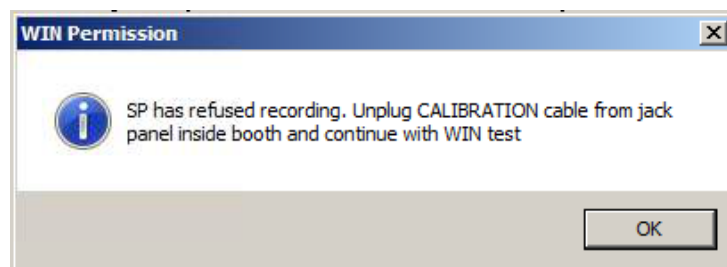 WIN Permission
SP has refused recording. Unplug CALIBRATION cable from jack
panel inside booth and continue with WIN test
OK